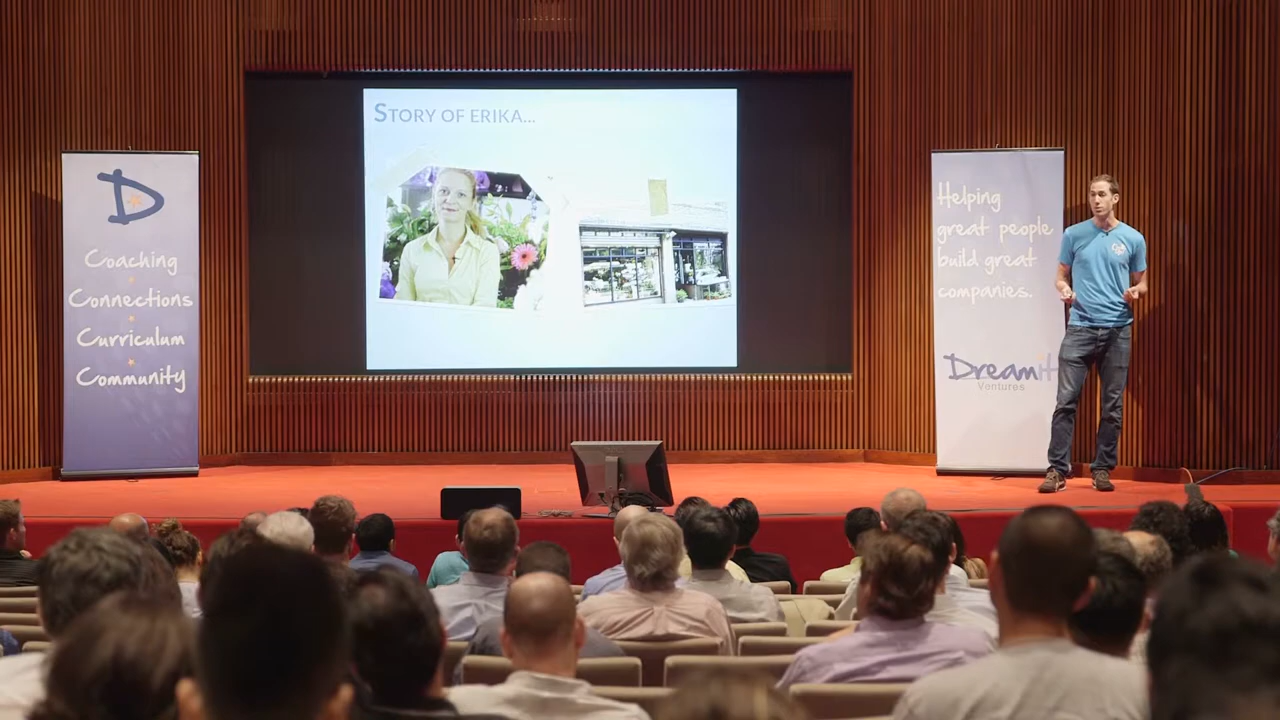 STORY OF ERIKA...
D
Coaching
Connections
Curriculum
Community
Helping
great people
build great
companies.
Dreamit
Ventures